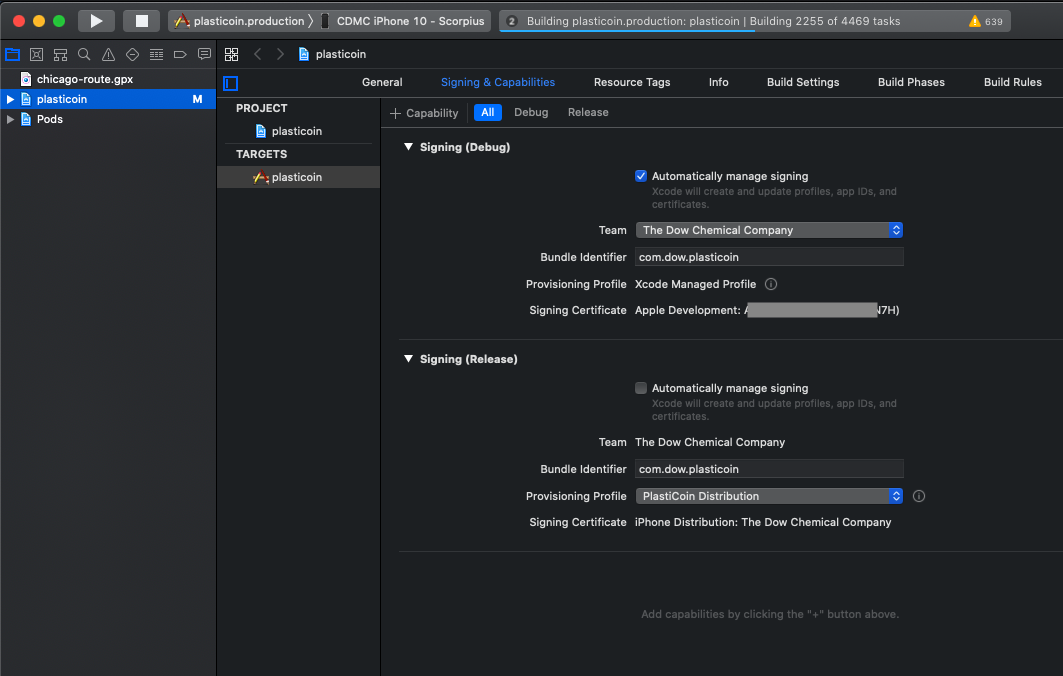 plasticoin.production
CDMC iPhone 10 - Scorpius
2 Building plasticoin.production: plasticoin | Building 2255 of 4469 tasks
639
plasticoin
chicago-route.gpx
plasticoin M
Pods
General Signing & Capabilities Resource Tags Info Build Settings Build Phases Build Rules
PROJECT
plasticoin
TARGETS
plasticoin
+ Capability All Debug Release
Signing (Debug)
Automatically manage signing
Xcode will create and update profiles, app IDs, and
certificates.
Team The Dow Chemical Company
Bundle Identifier com.dow.plasticoin
Provisioning Profile Xcode Managed Profile
Signing Certificate Apple Development: 7H)
Signing (Release)
Automatically manage signing
Xcode will create and update profiles, app IDs, and
certificates.
Team The Dow Chemical Company
Bundle Identifier com.dow.plasticoin
Provisioning Profile PlastiCoin Distribution
Signing Certificate iPhone Distribution: The Dow Chemical Company
Add capabilities by clicking the "+" button above.